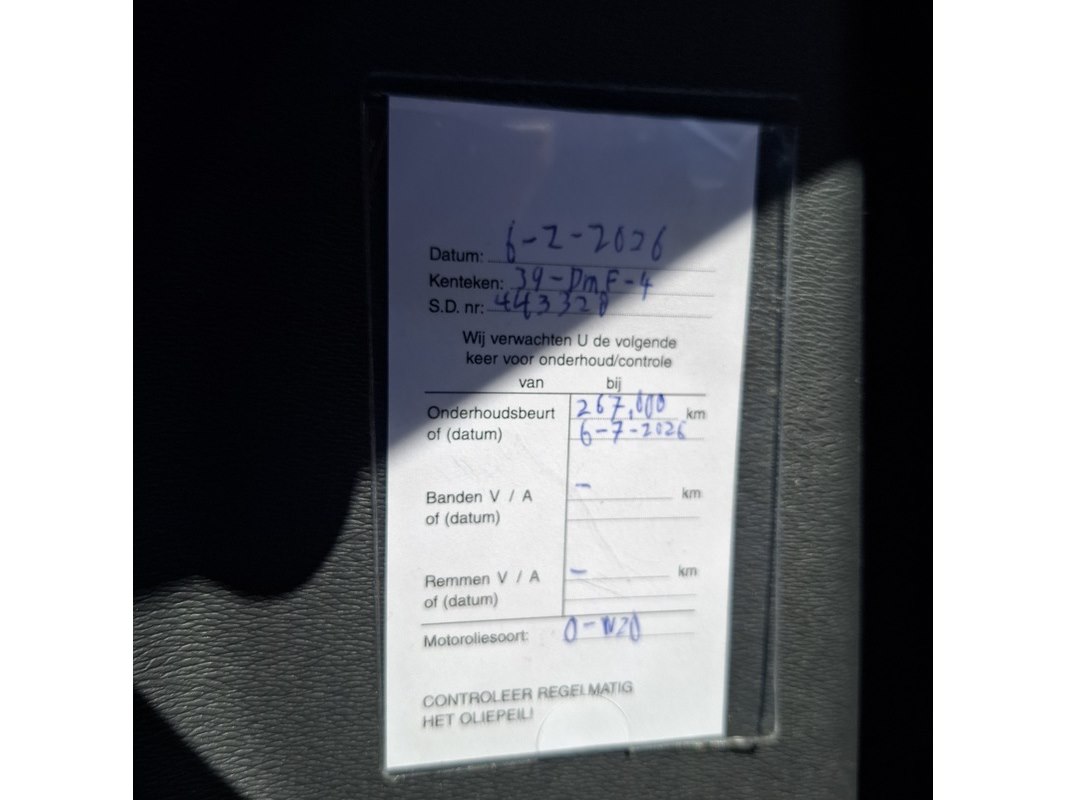 Datum: 6-2-2026
Kenteken: 39-DmF-4
S.D. nr: 443328
Wij verwachten U de volgende
keer voor onderhoud/controle
van bij
Onderhoudsbeurt 267,000 km
of (datum) 6-7-2026
Banden V / A - km
of (datum)
Remmen V / A - km
of (datum)
Motoroliesoort: 0-W20
CONTROLEER REGELMATIG
HET OLIEPEIL!